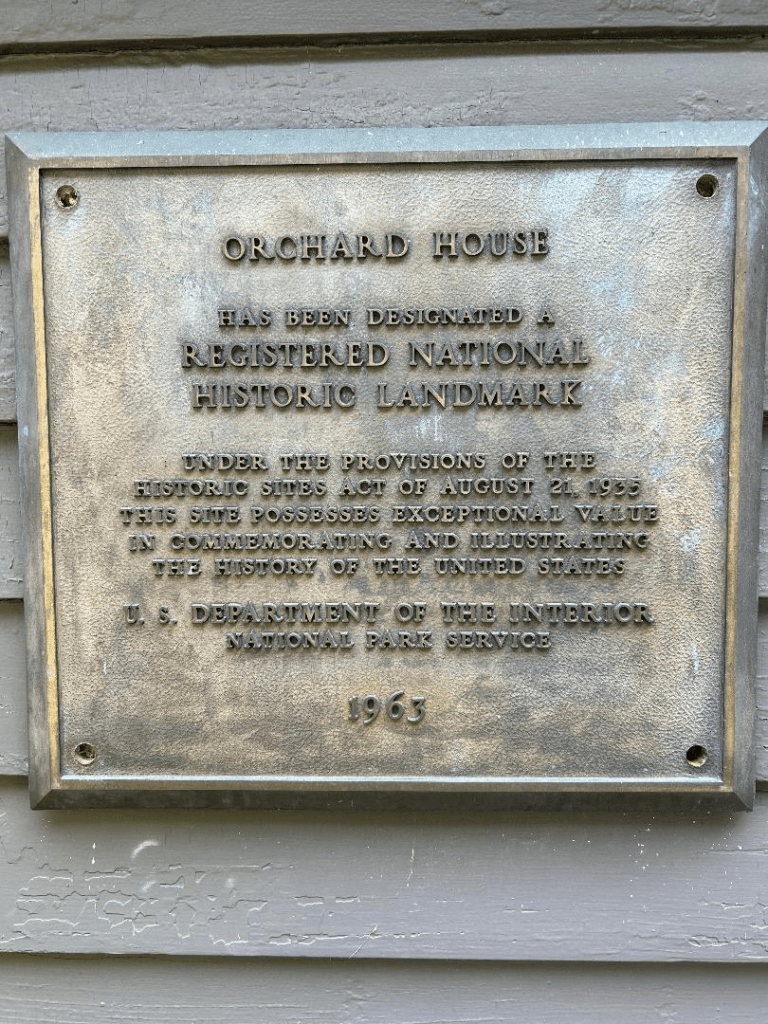 ORCHARD HOUSE
HAS BEEN DESIGNATED A
REGISTERED NATIONAL
HISTORIC LANDMARK
UNDER THE PROVISIONS OF THE
HISTORIC SITES ACT OF AUGUST 21, 1935
THIS SITE POSSESSES EXCEPTIONAL VALUE
IN COMMEMORATING AND ILLUSTRATING
THE HISTORY OF THE UNITED STATES
U. S. DEPARTMENT OF THE INTERIOR
NATIONAL PARK SERVICE
1963